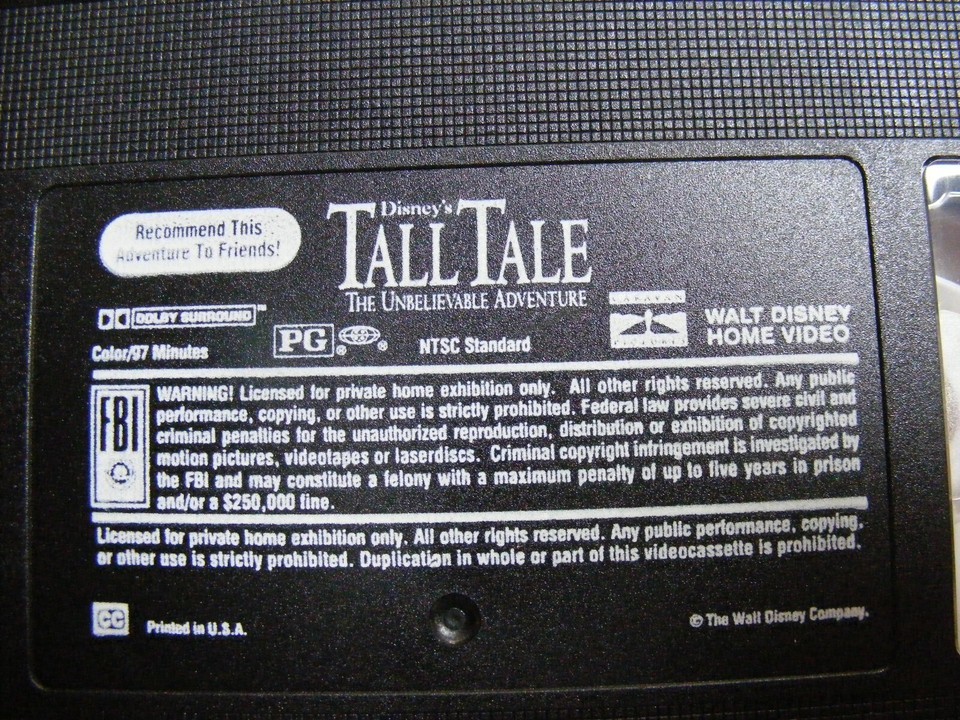 Recommend This
Adventure To Friends!
Disney's
TALL TALE
THE UNBELIEVABLE ADVENTURE
DOLBY SURROUND™
Color/97 Minutes
PG ® ®
NTSC Standard
CARAVAN
PICTURES
WALT DISNEY
HOME VIDEO
FBI
WARNING! Licensed for private home exhibition only. All other rights reserved. Any public
performance, copying, or other use is strictly prohibited. Federal law provides severe civil and
criminal penalties for the unauthorized reproduction, distribution or exhibition of copyrighted
motion pictures, videotapes or laserdiscs. Criminal copyright infringement is investigated by
the FBI and may constitute a felony with a maximum penalty of up to five years in prison
and/or a $250,000 fine.
Licensed for private home exhibition only. All other rights reserved. Any public performance, copying,
or other use is strictly prohibited. Duplication in whole or part of this videocassette is prohibited.
CC
Printed in U.S.A.
© The Walt Disney Company.